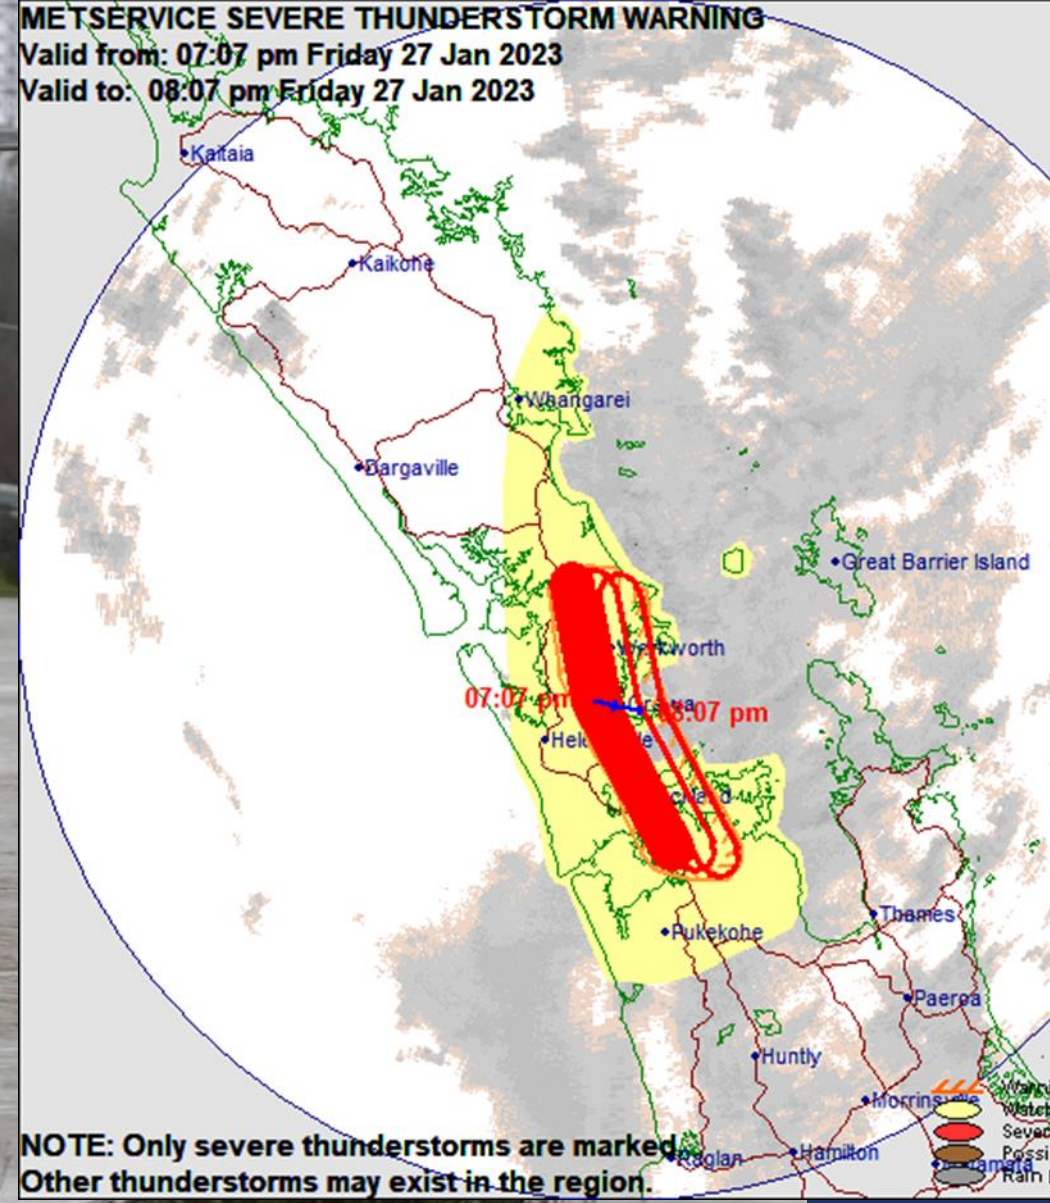 METSERVICE SEVERE THUNDERSTORM WARNING
Valid from: 07:07 pm Friday 27 Jan 2023
Valid to: 08:07 pm Friday 27 Jan 2023
Kaitaia
Kaikohe
Whangarei
Dargaville
Great Barrier Island
07:07 pm
08:07 pm
Thames
Pukekohe
Paeroa
Huntly
Morrinsville
Hamilton
Raglan
NOTE: Only severe thunderstorms are marked.
Other thunderstorms may exist in the region.